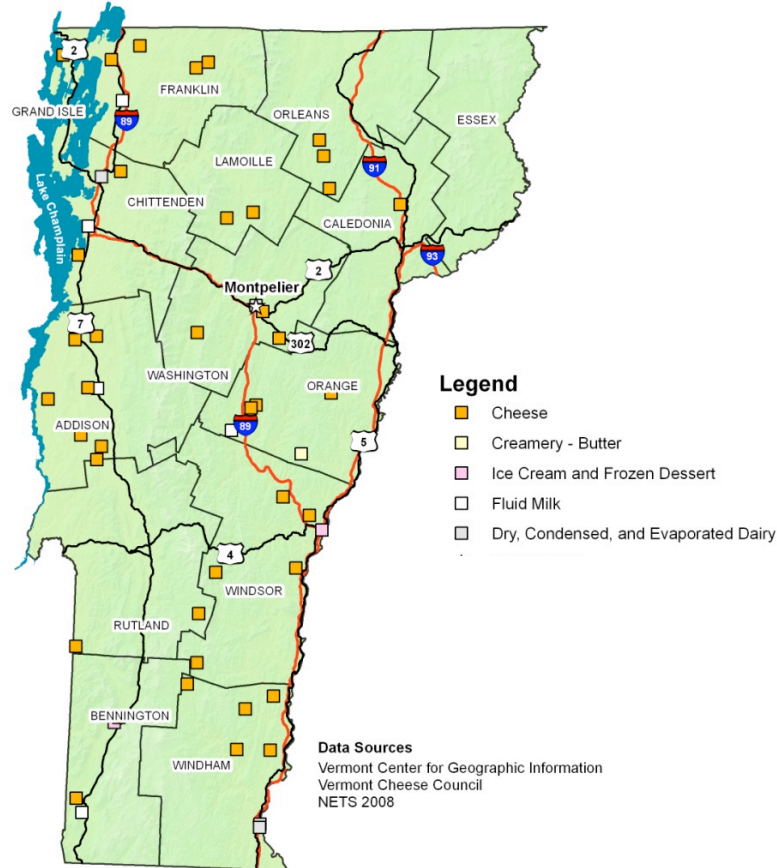 2
FRANKLIN
GRAND ISLE
89
ORLEANS
ESSEX
LAMOILLE
91
Lake Champlain
CHITTENDEN
CALEDONIA
93
2
Montpelier
7
302
WASHINGTON
ORANGE
ADDISON
89
5
4
WINDSOR
RUTLAND
BENNINGTON
WINDHAM
Legend
Cheese
Creamery - Butter
Ice Cream and Frozen Dessert
Fluid Milk
Dry, Condensed, and Evaporated Dairy
Data Sources
Vermont Center for Geographic Information
Vermont Cheese Council
NETS 2008